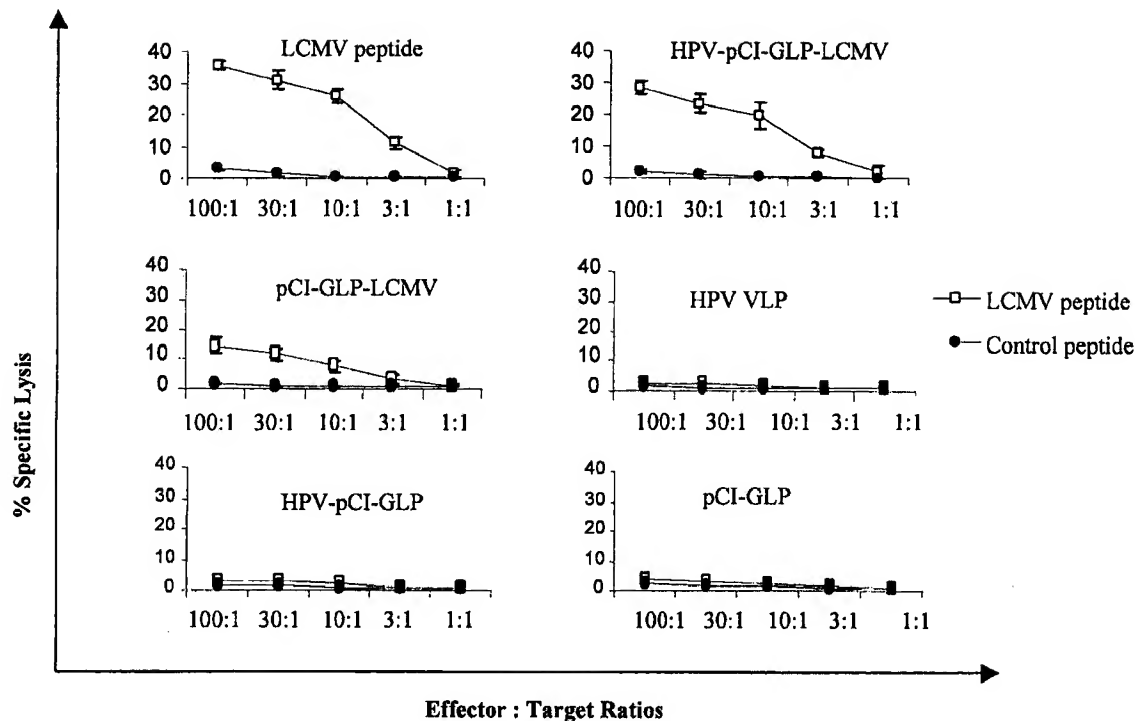 LCMV peptide
40
30
20
10
0
100:1 30:1 10:1 3:1 1:1
HPV-pCI-GLP-LCMV
40
30
20
10
0
100:1 30:1 10:1 3:1 1:1
pCI-GLP-LCMV
40
30
20
10
0
100:1 30:1 10:1 3:1 1:1
HPV VLP
40
30
20
10
0
100:1 30:1 10:1 3:1 1:1
LCMV peptide
Control peptide
HPV-pCI-GLP
40
30
20
10
0
100:1 30:1 10:1 3:1 1:1
pCI-GLP
40
30
20
10
0
100:1 30:1 10:1 3:1 1:1
% Specific Lysis
Effector : Target Ratios